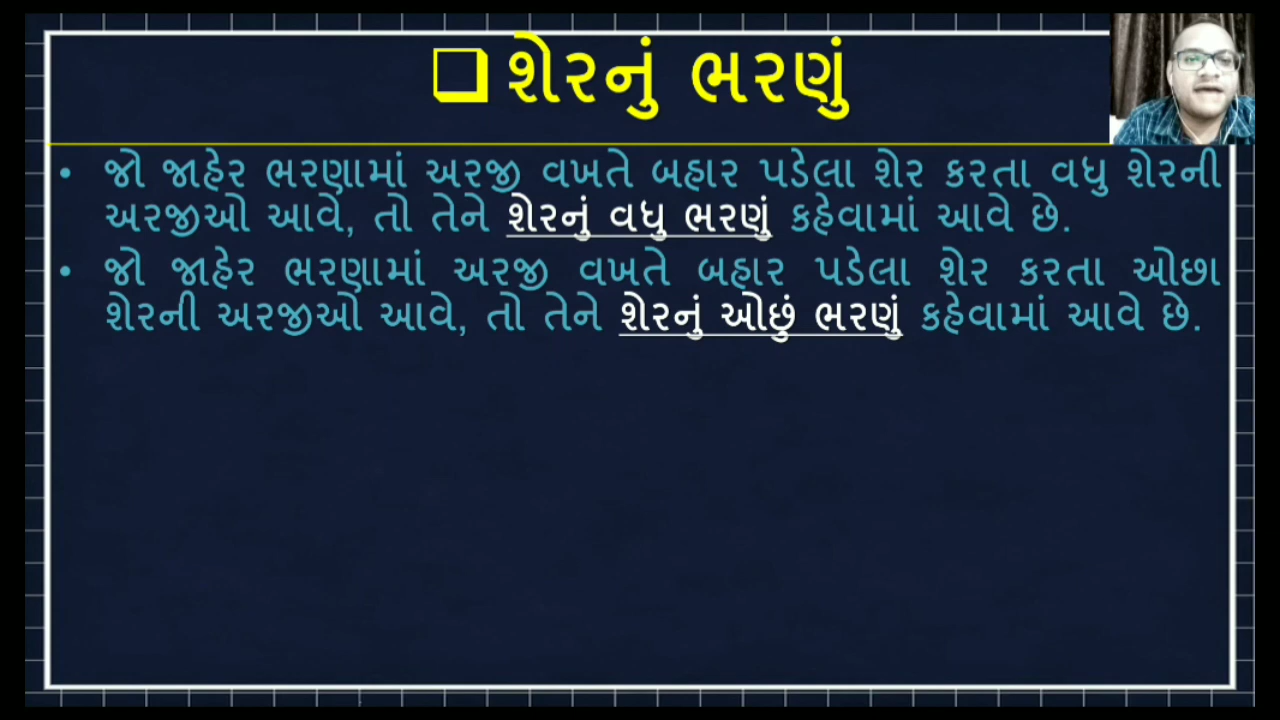 ❑શેરનું ભરણું
• જો જાહેર ભરણામાં અરજી વખતે બહાર પડેલા શેર કરતા વધુ શેરની
અરજીઓ આવે, તો તેને શેરનું વધુ ભરણું કહેવામાં આવે છે.
• જો જાહેર ભરણામાં અરજી વખતે બહાર પડેલા શેર કરતા ઓછા
શેરની અરજીઓ આવે, તો તેને શેરનું ઓછું ભરણું કહેવામાં આવે છે.